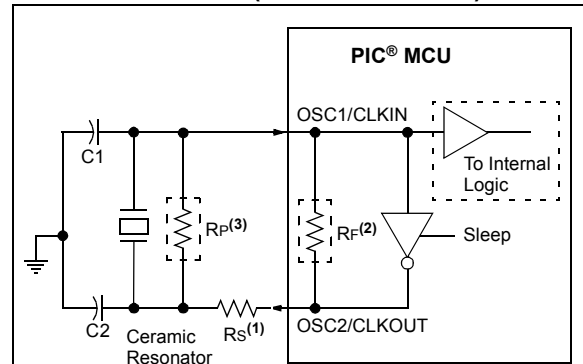 PIC® MCU
OSC1/CLKIN
C1
To Internal
Logic
RP(3)
RF(2)
Sleep
C2
Ceramic
Resonator
RS(1)
OSC2/CLKOUT